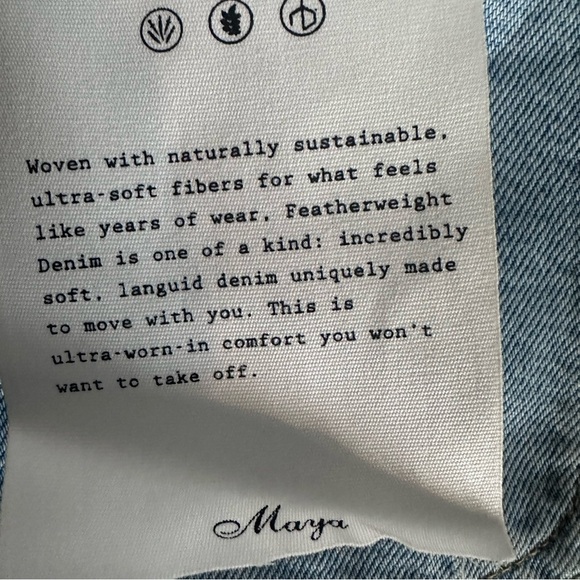 Woven with naturally sustainable,
ultra-soft fibers for what feels
like years of wear, Featherweight
Denim is one of a kind: incredibly
soft, languid denim uniquely made
to move with you. This is
ultra-worn-in comfort you won't
want to take off.
Maya